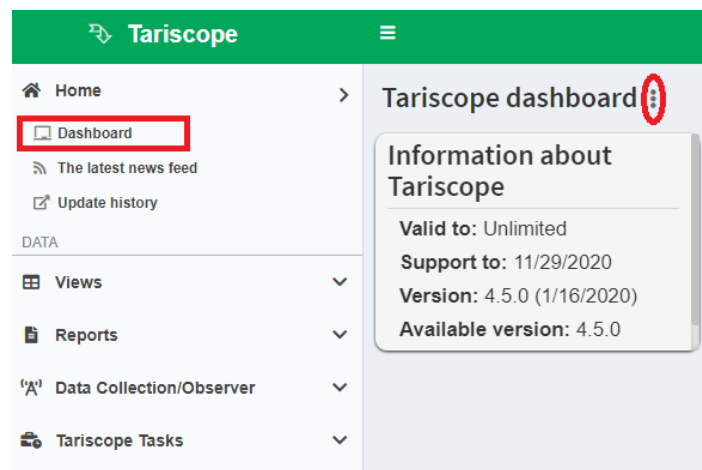 Tariscope
Home
Dashboard
The latest news feed
Update history
DATA
Views
Reports
Data Collection/Observer
Tariscope Tasks
Tariscope dashboard
Information about
Tariscope
Valid to: Unlimited
Support to: 11/29/2020
Version: 4.5.0 (1/16/2020)
Available version: 4.5.0